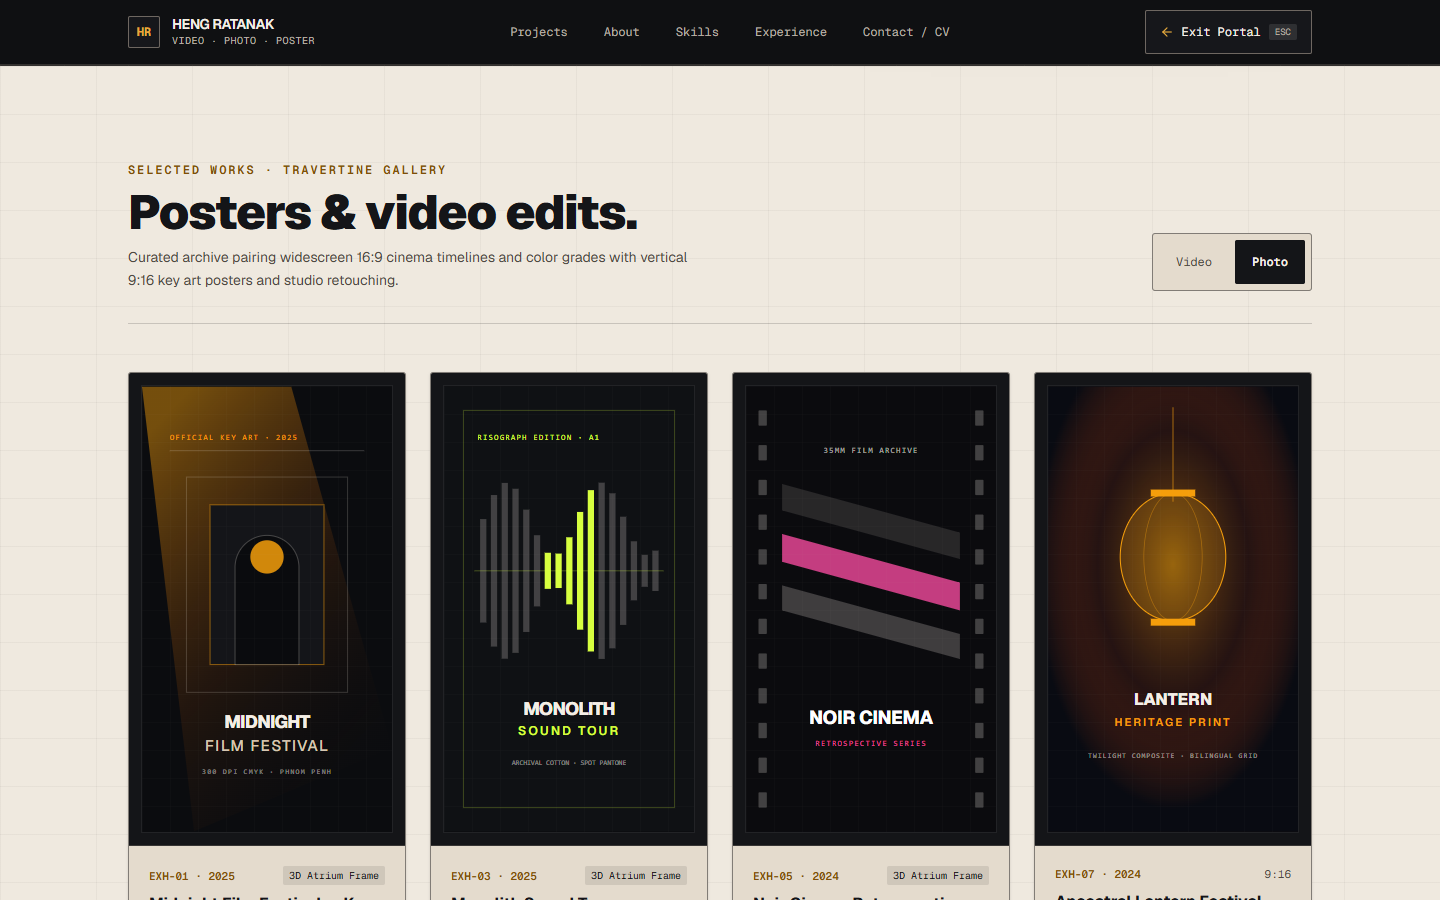 HR
HENG RATANAK
VIDEO · PHOTO · POSTER
Projects
About
Skills
Experience
Contact / CV
← Exit Portal ESC
SELECTED WORKS · TRAVERTINE GALLERY
Posters & video edits.
Curated archive pairing widescreen 16:9 cinema timelines and color grades with vertical
9:16 key art posters and studio retouching.
Video
Photo
OFFICIAL KEY ART · 2025
MIDNIGHT
FILM FESTIVAL
300 DPI CMYK · PHNOM PENH
EXH-01 · 2025
3D Atrium Frame
RISOGRAPH EDITION · A1
MONOLITH
SOUND TOUR
ARCHIVAL COTTON · SPOT PANTONE
EXH-03 · 2025
3D Atrium Frame
35MM FILM ARCHIVE
NOIR CINEMA
RETROSPECTIVE SERIES
EXH-05 · 2024
3D Atrium Frame
LANTERN
HERITAGE PRINT
TWILIGHT COMPOSITE · BILINGUAL GRID
EXH-07 · 2024
9:16